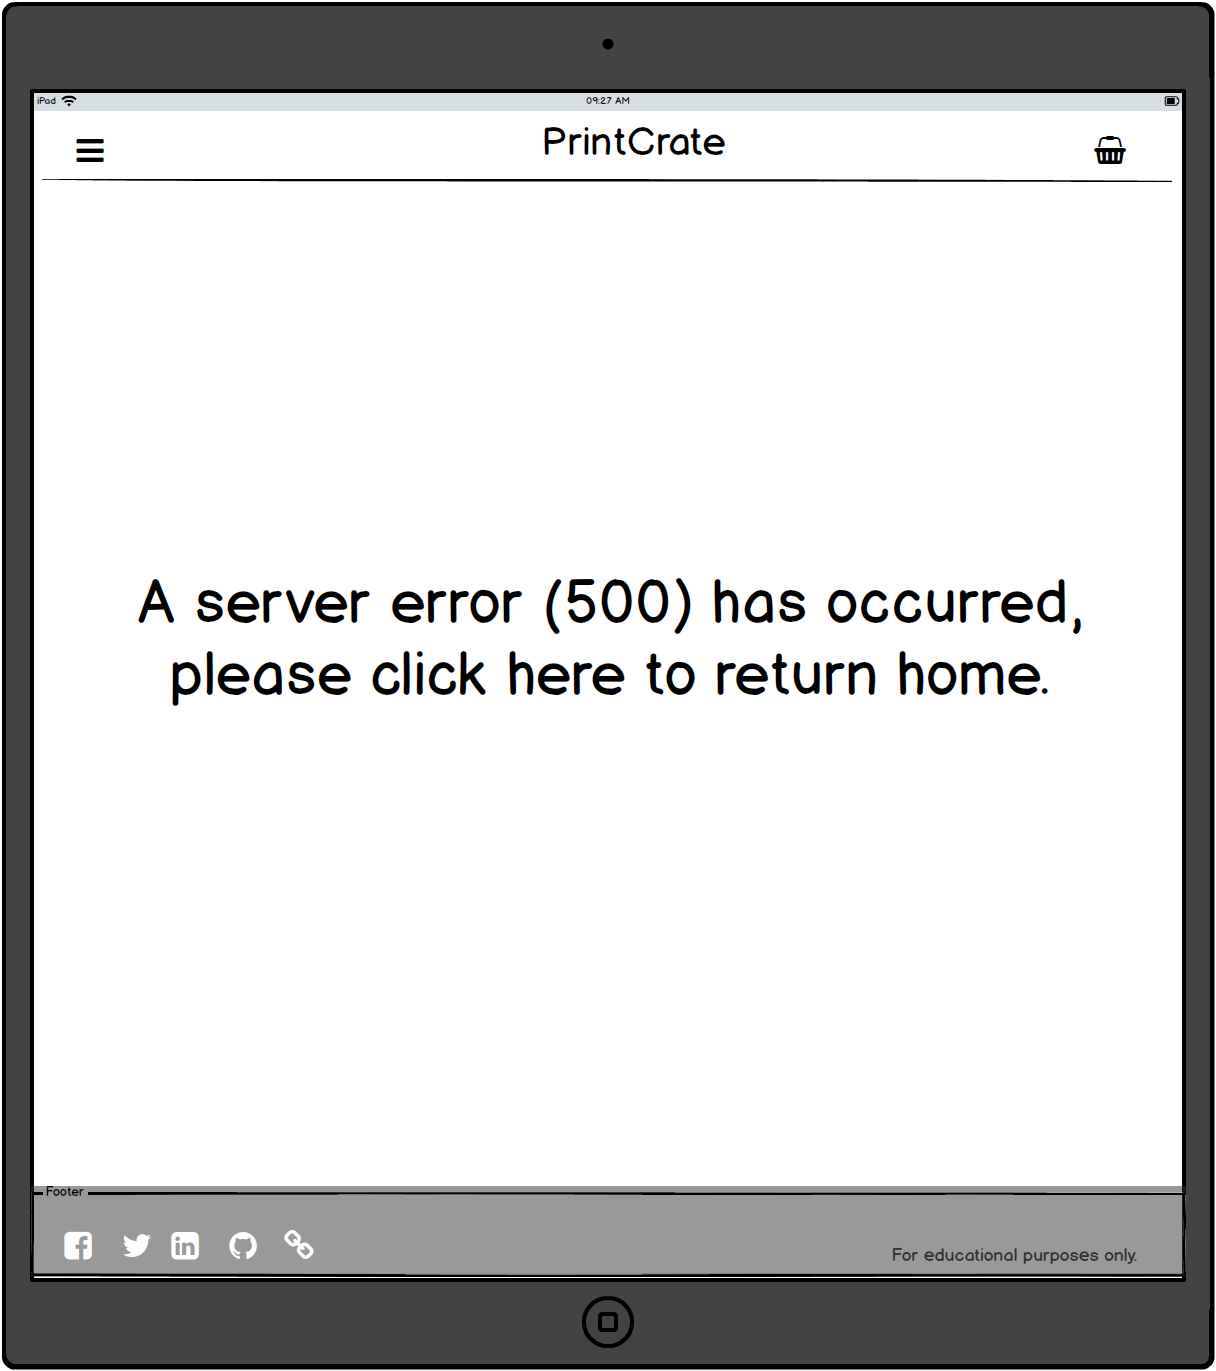 iPad
09:27 AM
PrintCrate
A server error (500) has occurred,
please click here to return home.
Footer
For educational purposes only.